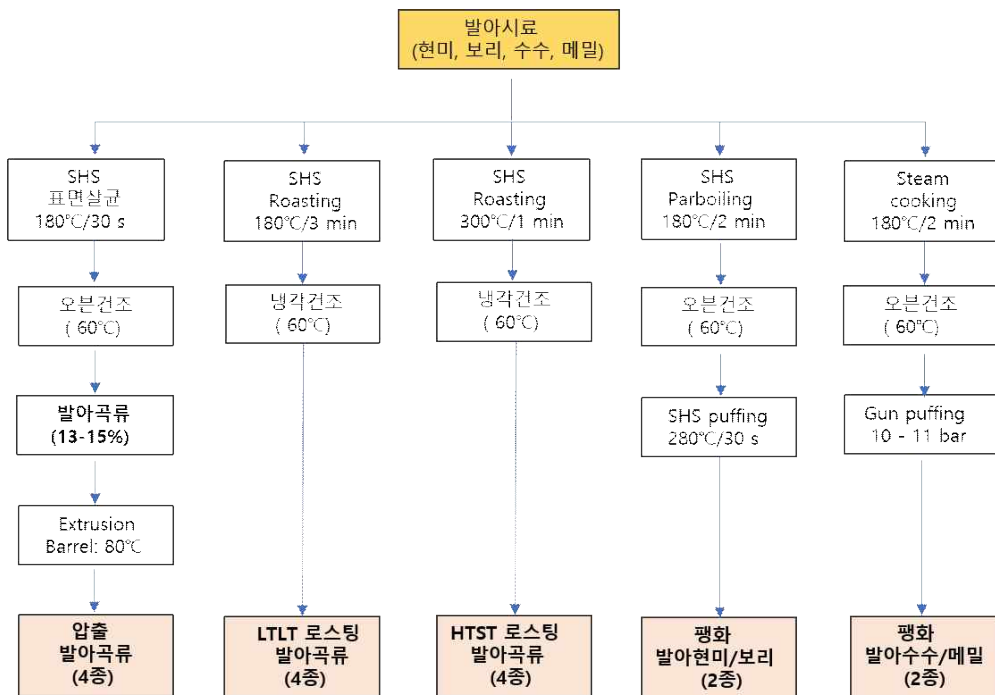 발아시료
(현미, 보리, 수수, 메밀)
SHS
표면살균
180℃/30 s
SHS
Roasting
180℃/3 min
SHS
Roasting
300℃/1 min
SHS
Parboiling
180℃/2 min
Steam
cooking
180℃/2 min
오븐건조
( 60℃)
냉각건조
( 60℃)
냉각건조
( 60℃)
오븐건조
( 60℃)
오븐건조
( 60℃)
발아곡류
(13-15%)
SHS puffing
280℃/30 s
Gun puffing
10 - 11 bar
Extrusion
Barrel: 80℃
압출
발아곡류
(4종)
LTLT 로스팅
발아곡류
(4종)
HTST 로스팅
발아곡류
(4종)
팽화
발아현미/보리
(2종)
팽화
발아수수/메밀
(2종)